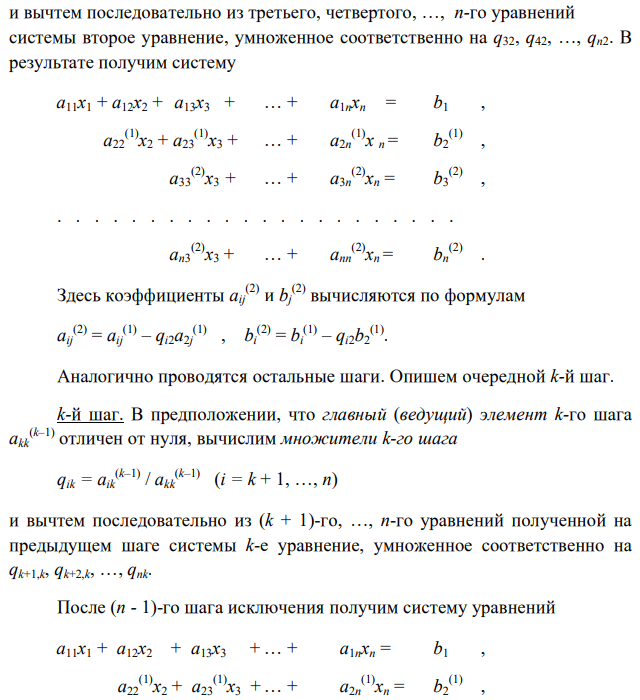 и вычтем последовательно из третьего, четвертого, …, n-го уравнений
системы второе уравнение, умноженное соответственно на q32, q42, …, qn2. В
результате получим систему
a11x1 + a12x2 + a13x3 + … + a1nxn = b1 ,
a22^(1)x2 + a23^(1)x3 + … + a2n^(1)x n = b2^(1) ,
a33^(2)x3 + … + a3n^(2)xn = b3^(2) ,
. . . . . . . . . . . . . . . . . . . . . . .
an3^(2)x3 + … + ann^(2)xn = bn^(2) .
Здесь коэффициенты aij^(2) и bj^(2) вычисляются по формулам
aij^(2) = aij^(1) – qi2a2j^(1) , bi^(2) = bi^(1) – qi2b2^(1).
Аналогично проводятся остальные шаги. Опишем очередной k-й шаг.
k-й шаг. В предположении, что главный (ведущий) элемент k-го шага
akk^(k–1) отличен от нуля, вычислим множители k-го шага
qik = aik^(k–1) / akk^(k–1) (i = k + 1, …, n)
и вычтем последовательно из (k + 1)-го, …, n-го уравнений полученной на
предыдущем шаге системы k-е уравнение, умноженное соответственно на
qk+1,k, qk+2,k, …, qnk.
После (n - 1)-го шага исключения получим систему уравнений
a11x1 + a12x2 + a13x3 + … + a1nxn = b1 ,
a22^(1)x2 + a23^(1)x3 + … + a2n^(1)xn = b2^(1) ,